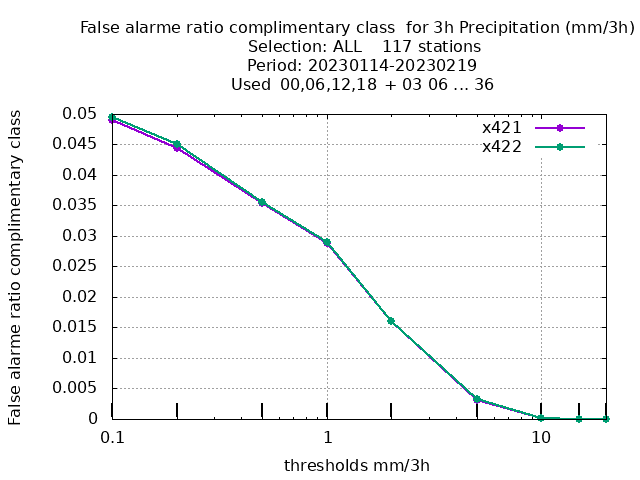 False alarme ratio complimentary class  for 3h Precipitation (mm/3h)
Selection: ALL    117 stations
Period: 20230114-20230219
Used  00,06,12,18  + 03 06 ... 36
False alarme ratio complimentary class
0.05
0.045
0.04
0.035
0.03
0.025
0.02
0.015
0.01
0.005
0
x421
x422
0.1
1
10
thresholds mm/3h